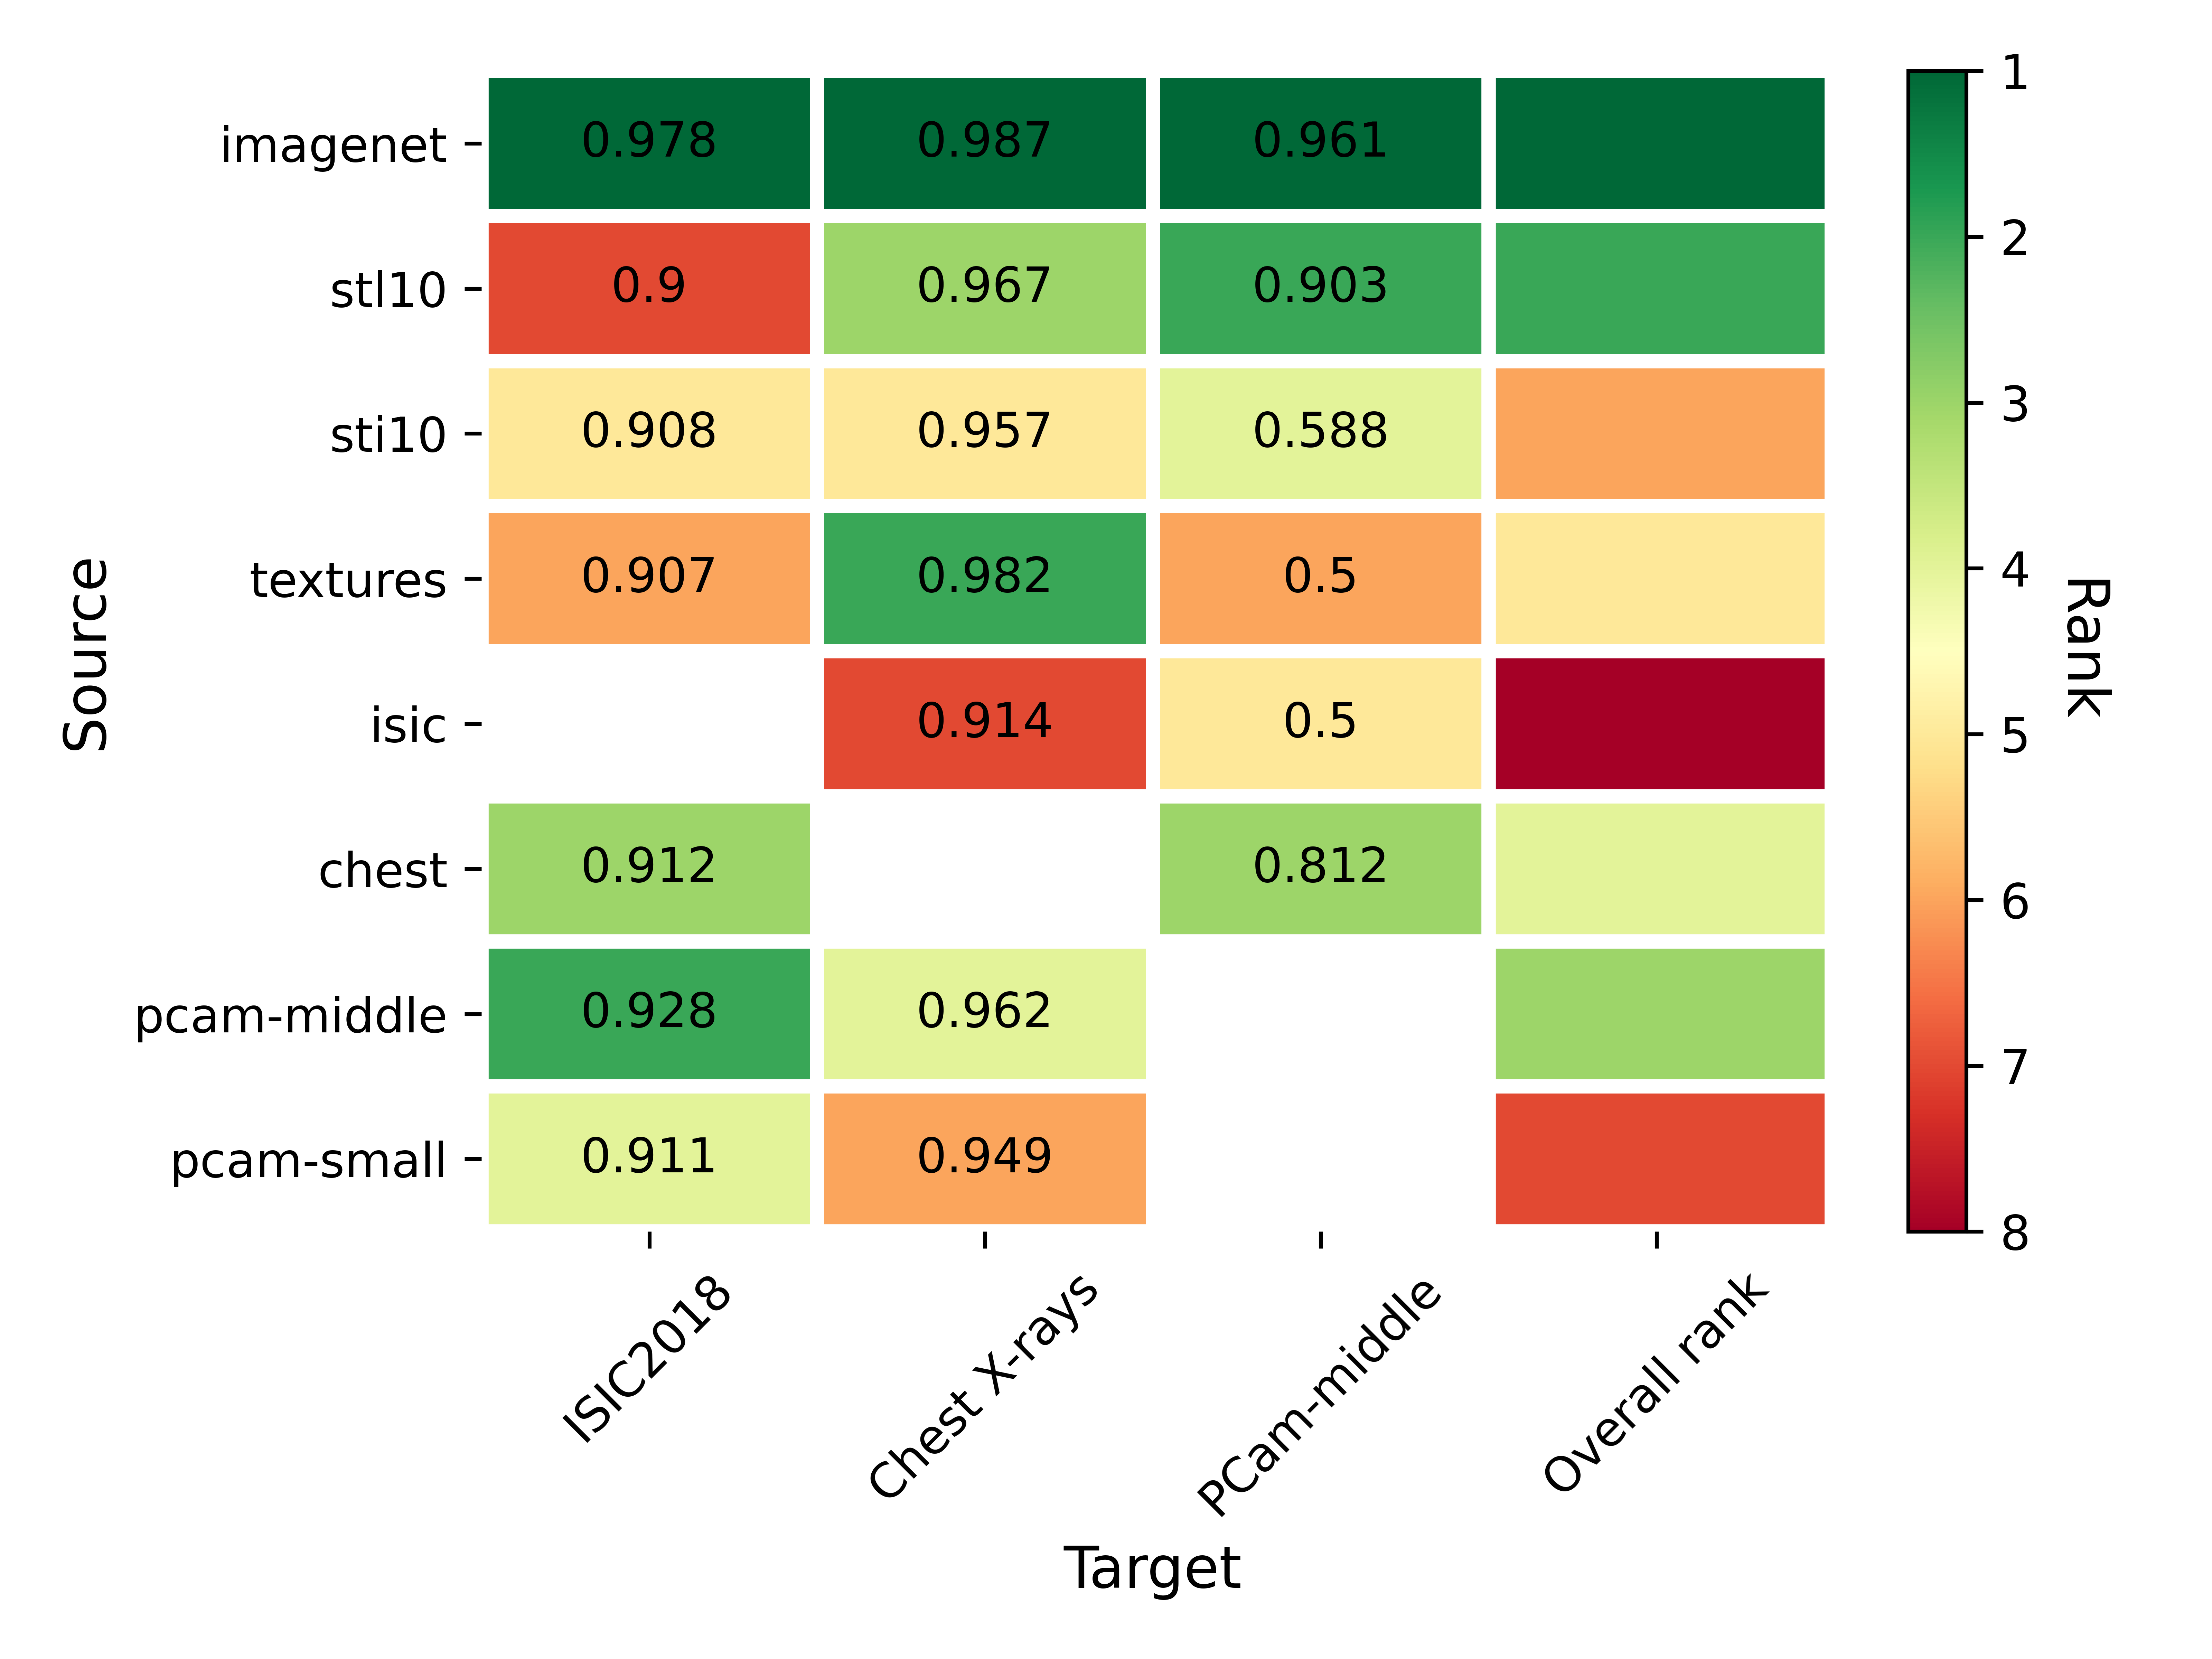 imagenet 0.978 0.987 0.961
stl10 0.9 0.967 0.903
sti10 0.908 0.957 0.588
textures 0.907 0.982 0.5
isic 0.914 0.5
chest 0.912 0.812
pcam-middle 0.928 0.962
pcam-small 0.911 0.949
Source
ISIC2018
Chest X-rays
PCam-middle
Overall rank
Target
1
2
3
4
5
6
7
8
Rank